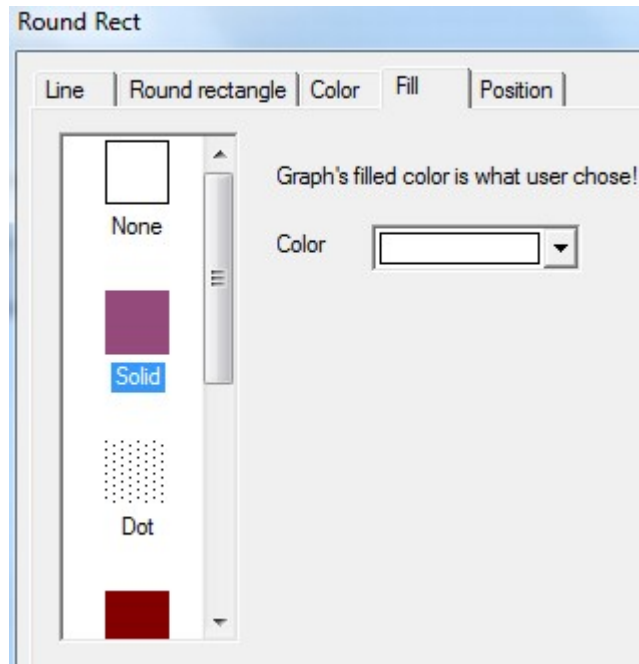 Round Rect
Line Round rectangle Color Fill Position
Graph's filled color is what user chose!
None
Color
Solid
Dot